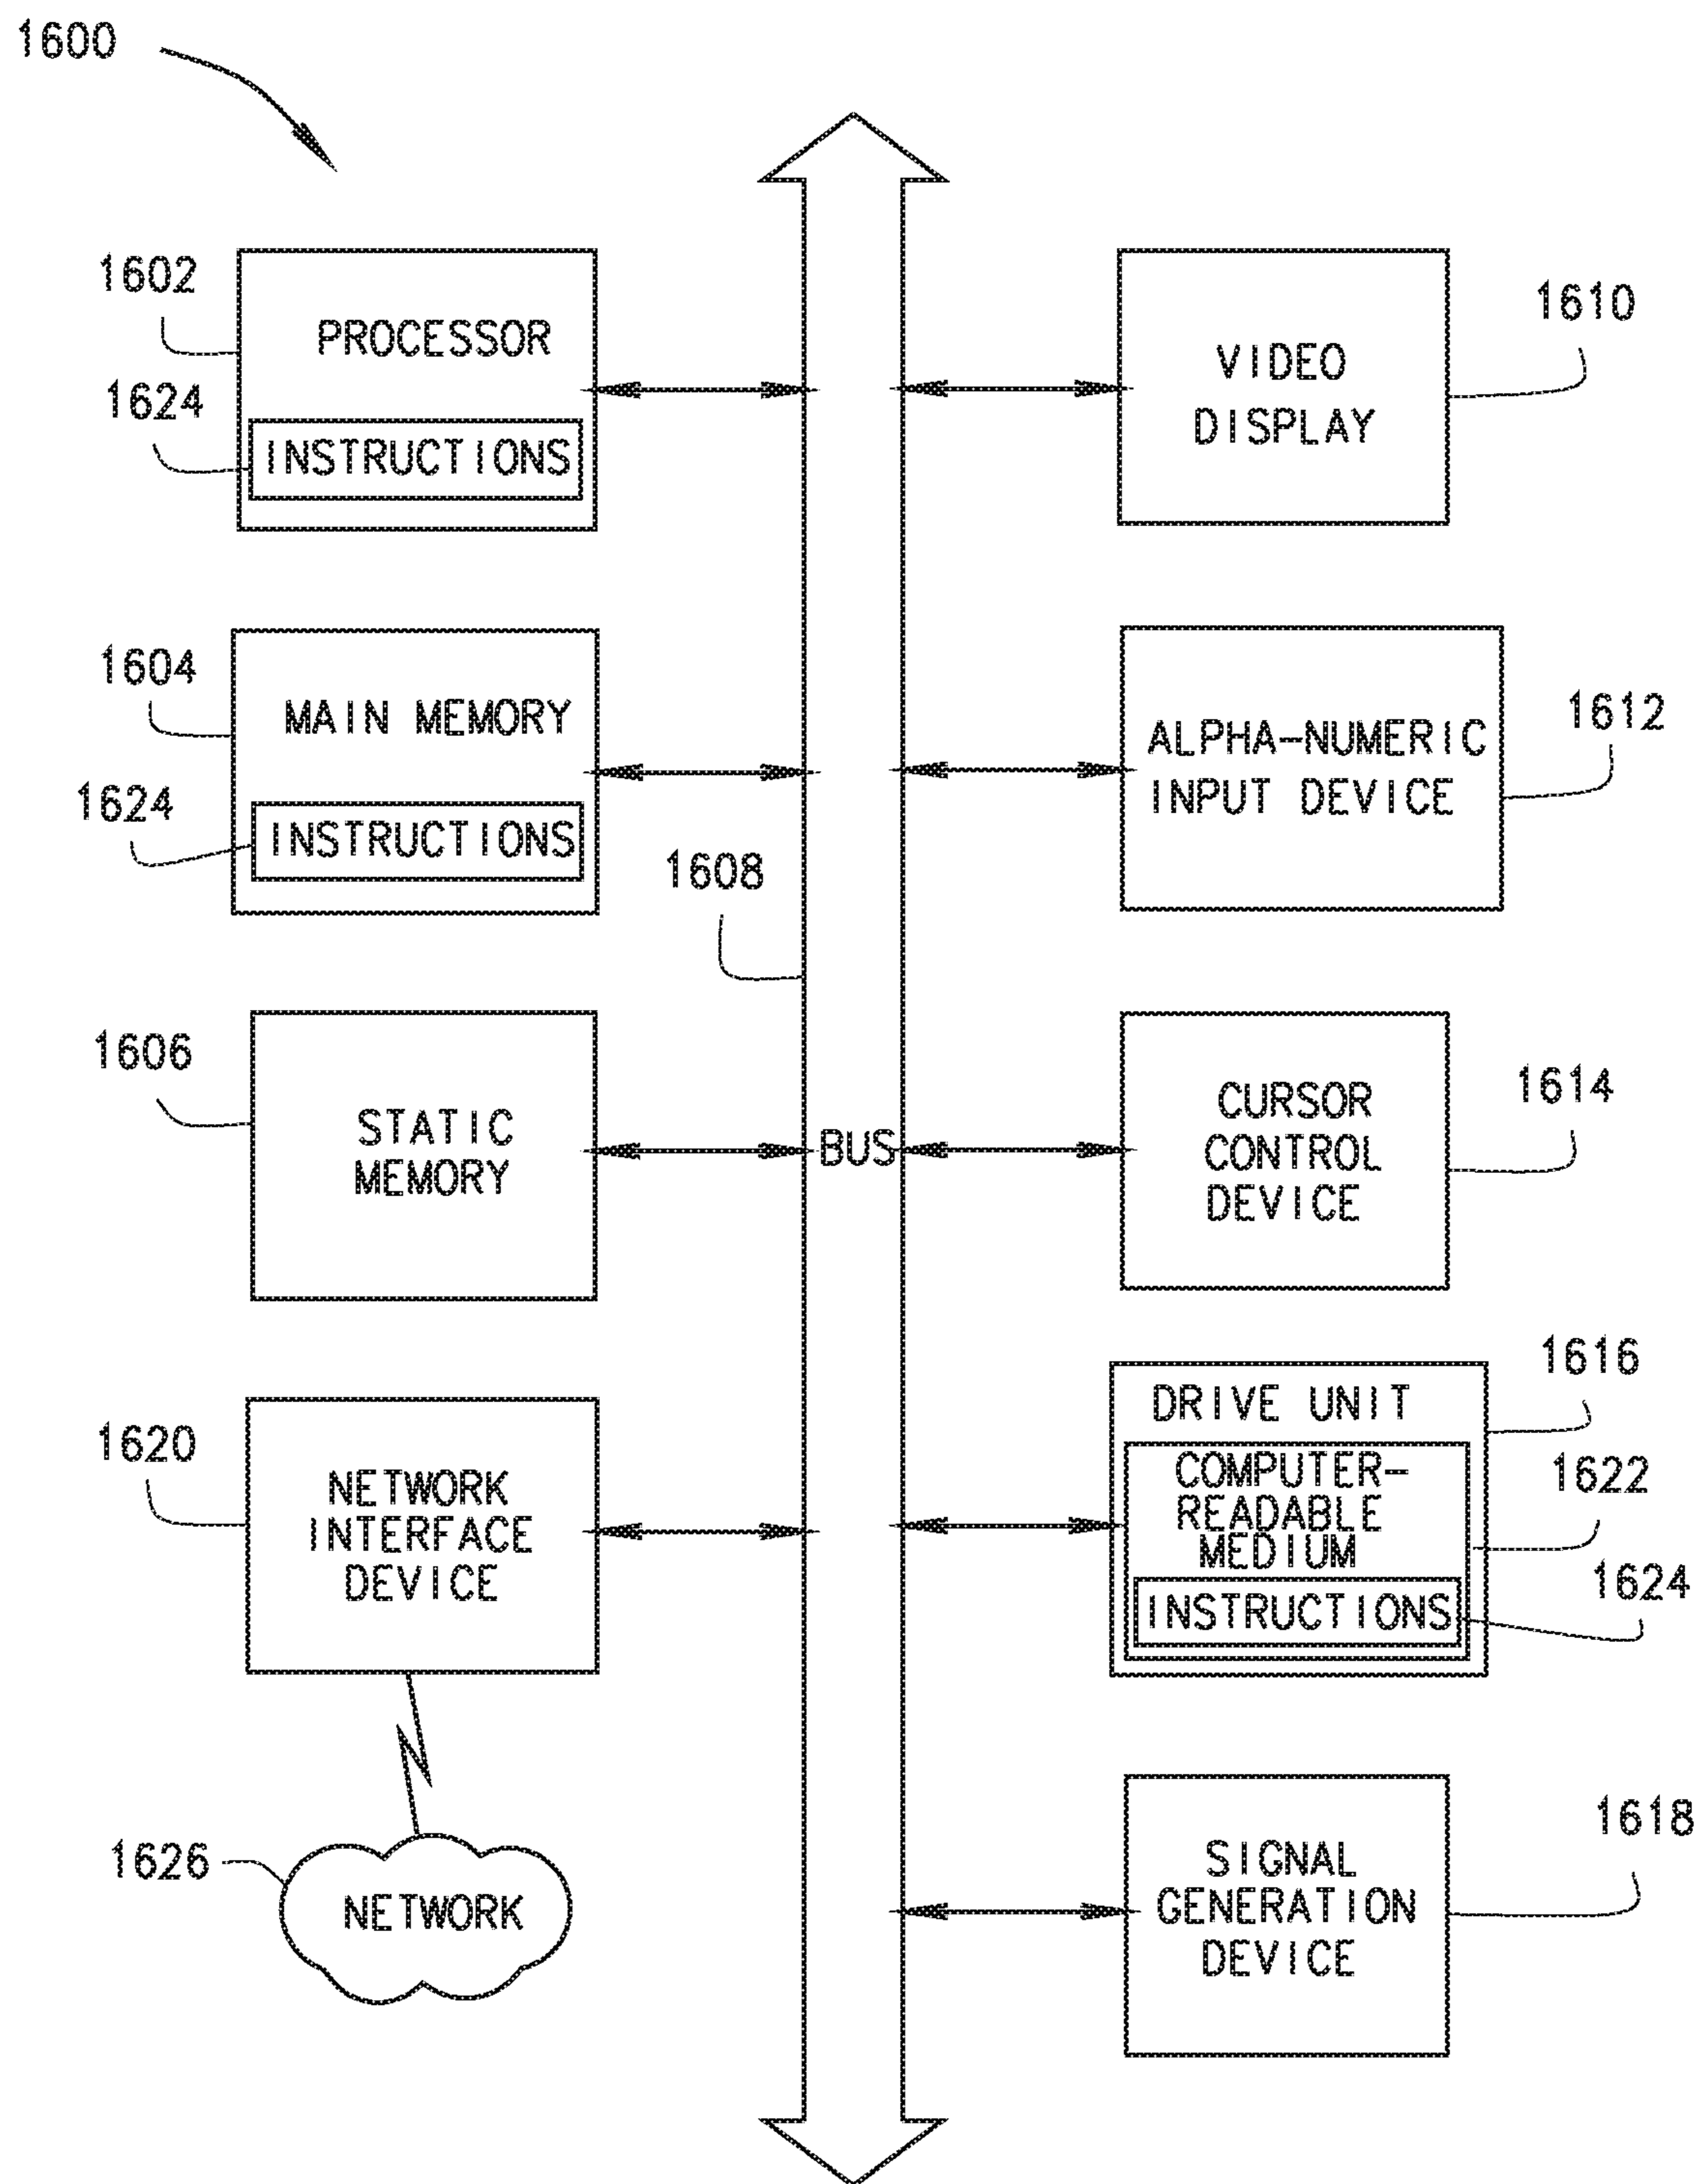 1600
1602
PROCESSOR
1624
INSTRUCTIONS
1604
MAIN MEMORY
1624
INSTRUCTIONS
1608
1606
STATIC
MEMORY
BUS
1620
NETWORK
INTERFACE
DEVICE
1626
NETWORK
1610
VIDEO
DISPLAY
1612
ALPHA-NUMERIC
INPUT DEVICE
1614
CURSOR
CONTROL
DEVICE
1616
DRIVE UNIT
1622
COMPUTER-
READABLE
MEDIUM
1624
INSTRUCTIONS
1618
SIGNAL
GENERATION
DEVICE